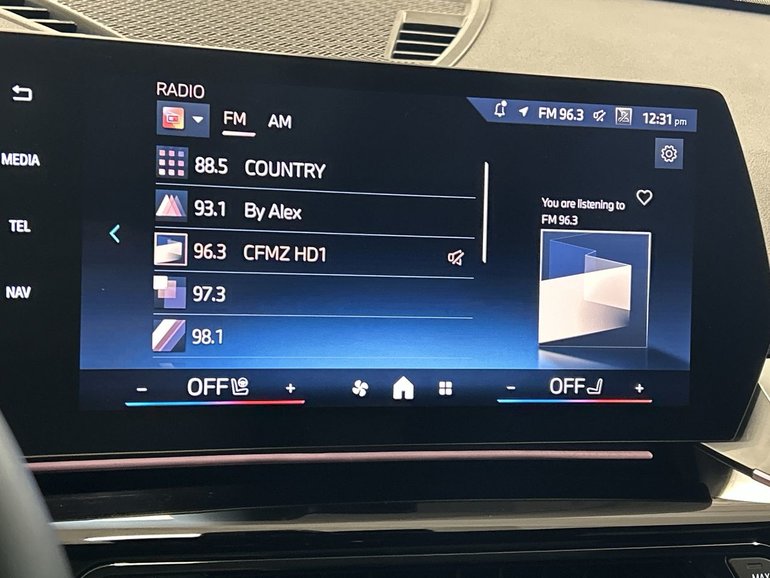 RADIO
FM AM
FM 96.3 12:31 pm
MEDIA
TEL
NAV
88.5 COUNTRY
93.1 By Alex
96.3 CFMZ HD1
97.3
98.1
You are listening to
FM 96.3
- OFF +
- OFF +
MAX